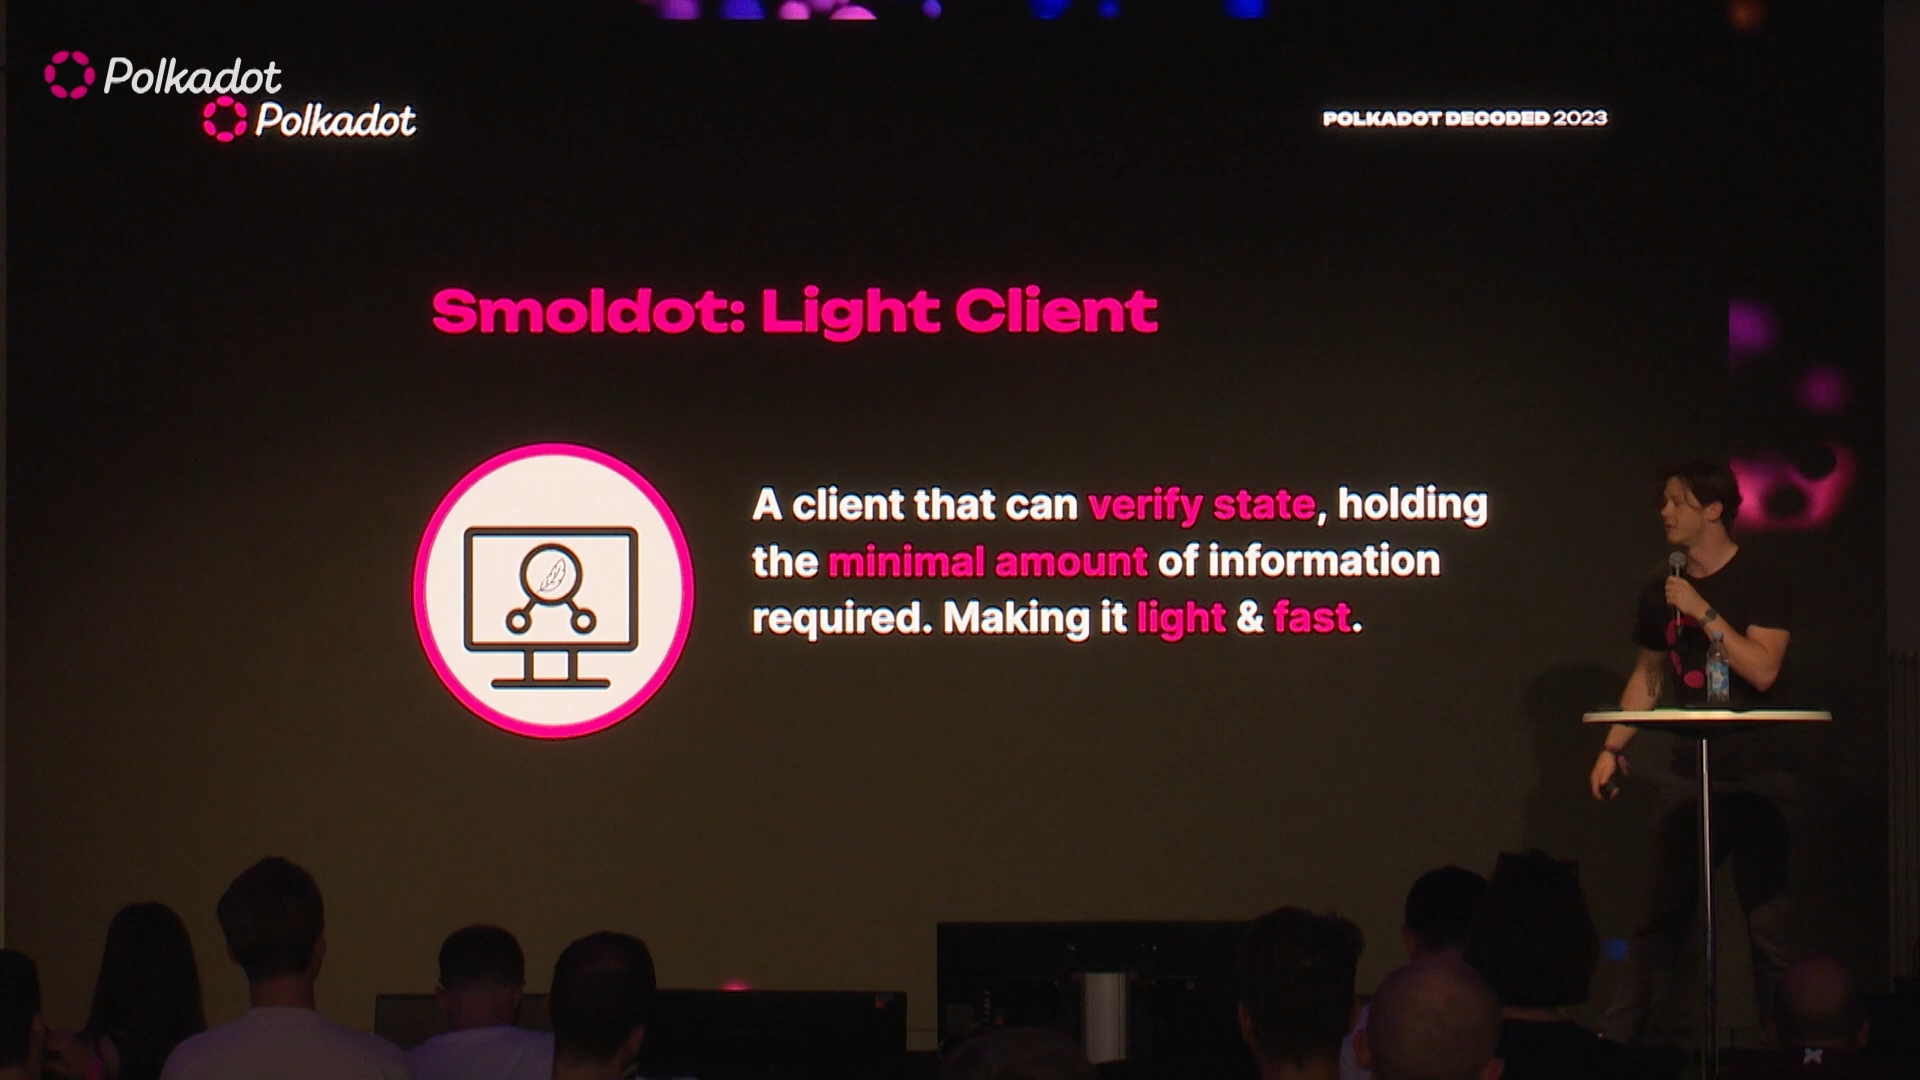 Polkadot
Polkadot
POLKADOT DECODED 2023
Smoldot: Light Client
A client that can verify state, holding
the minimal amount of information
required. Making it light & fast.